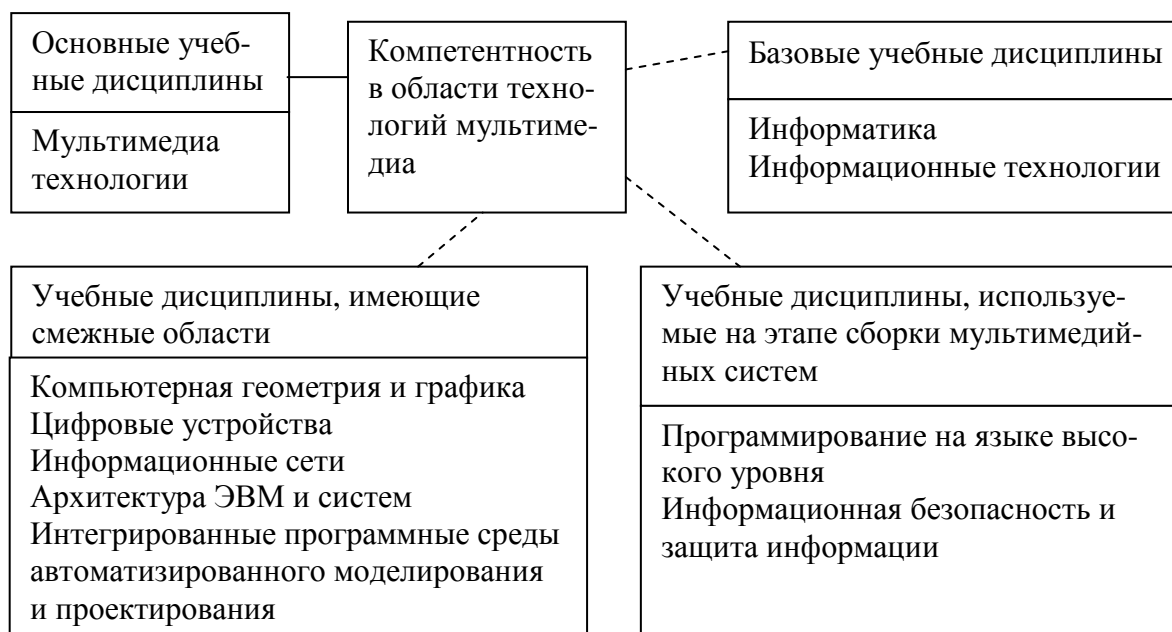 Основные учеб-
ные дисциплины
Мультимедиа
технологии
Компетентность
в области техно-
логий мультиме-
диа
Базовые учебные дисциплины
Информатика
Информационные технологии
Учебные дисциплины, имеющие
смежные области
Компьютерная геометрия и графика
Цифровые устройства
Информационные сети
Архитектура ЭВМ и систем
Интегрированные программные среды
автоматизированного моделирования
и проектирования
Учебные дисциплины, используе-
мые на этапе сборки мультимедий-
ных систем
Программирование на языке высо-
кого уровня
Информационная безопасность и
защита информации